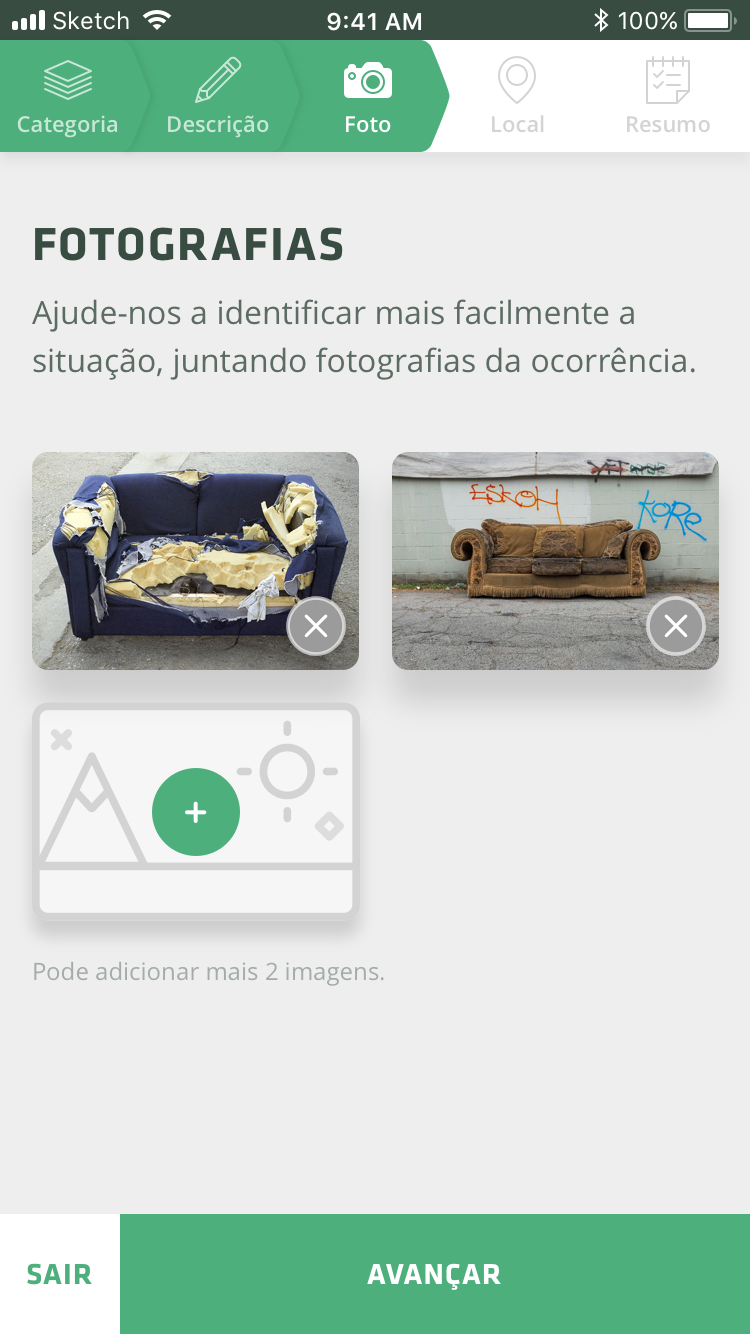 Sketch 9:41 AM 100%
Categoria Descrição Foto Local Resumo
FOTOGRAFIAS
Ajude-nos a identificar mais facilmente a
situação, juntando fotografias da ocorrência.
ESKOH
KORE
Pode adicionar mais 2 imagens.
SAIR AVANÇAR